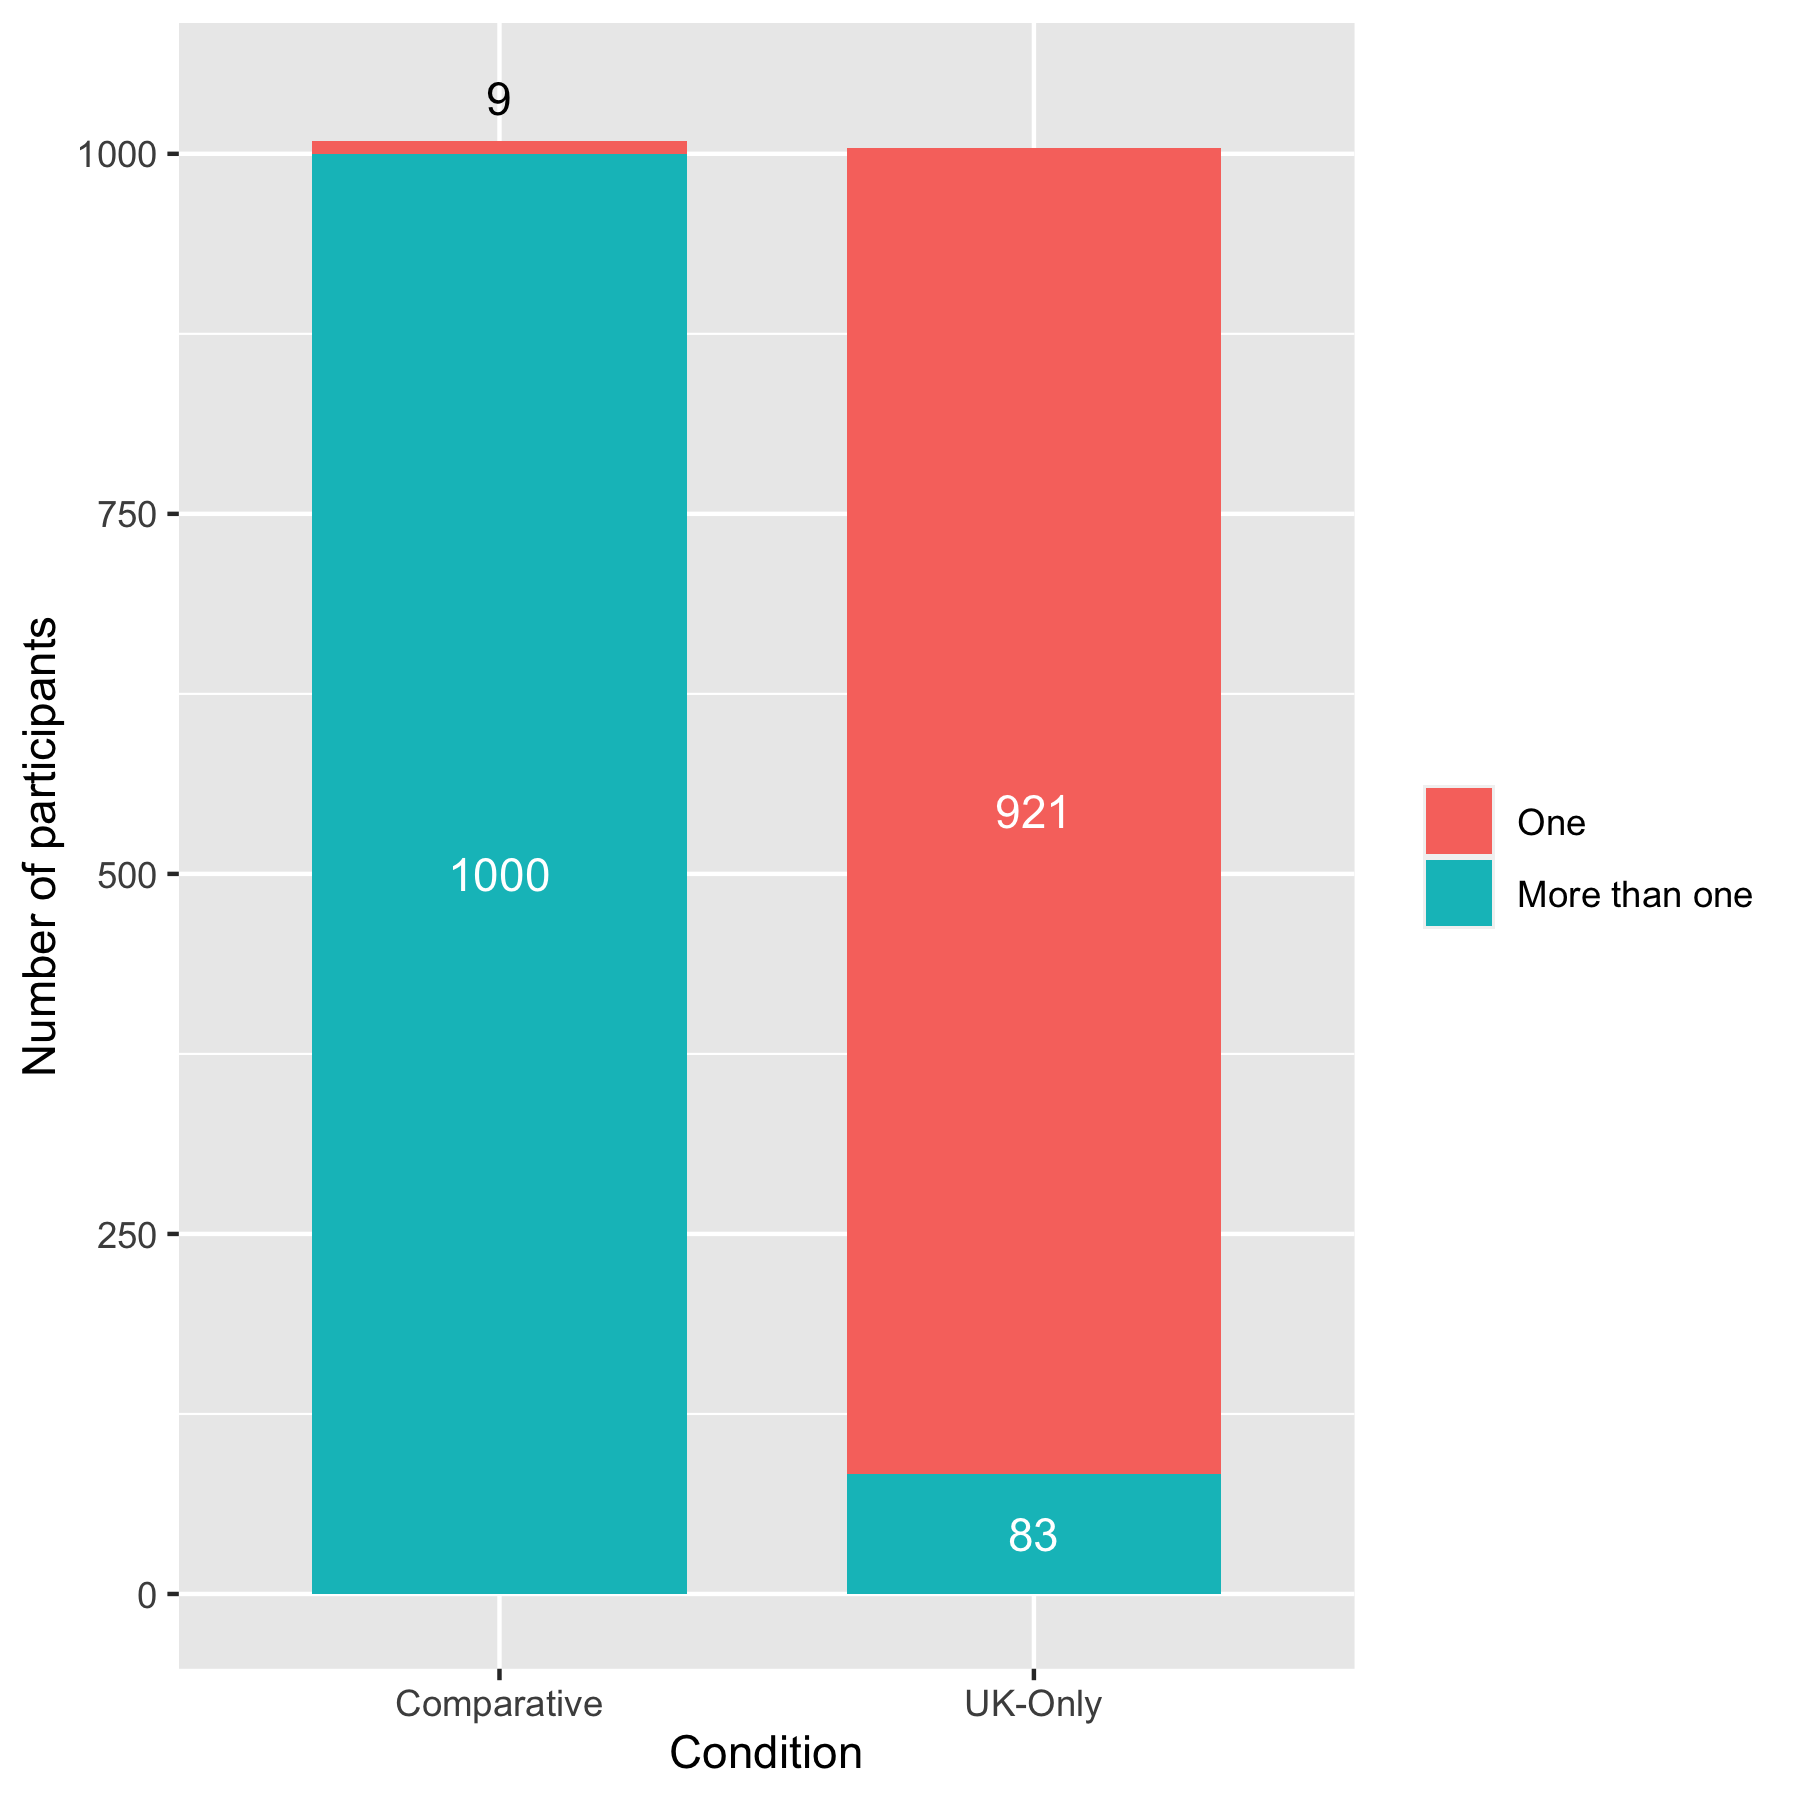 9
1000
750
500
250
0
1000
921
83
Number of participants
Comparative
UK-Only
Condition
One
More than one